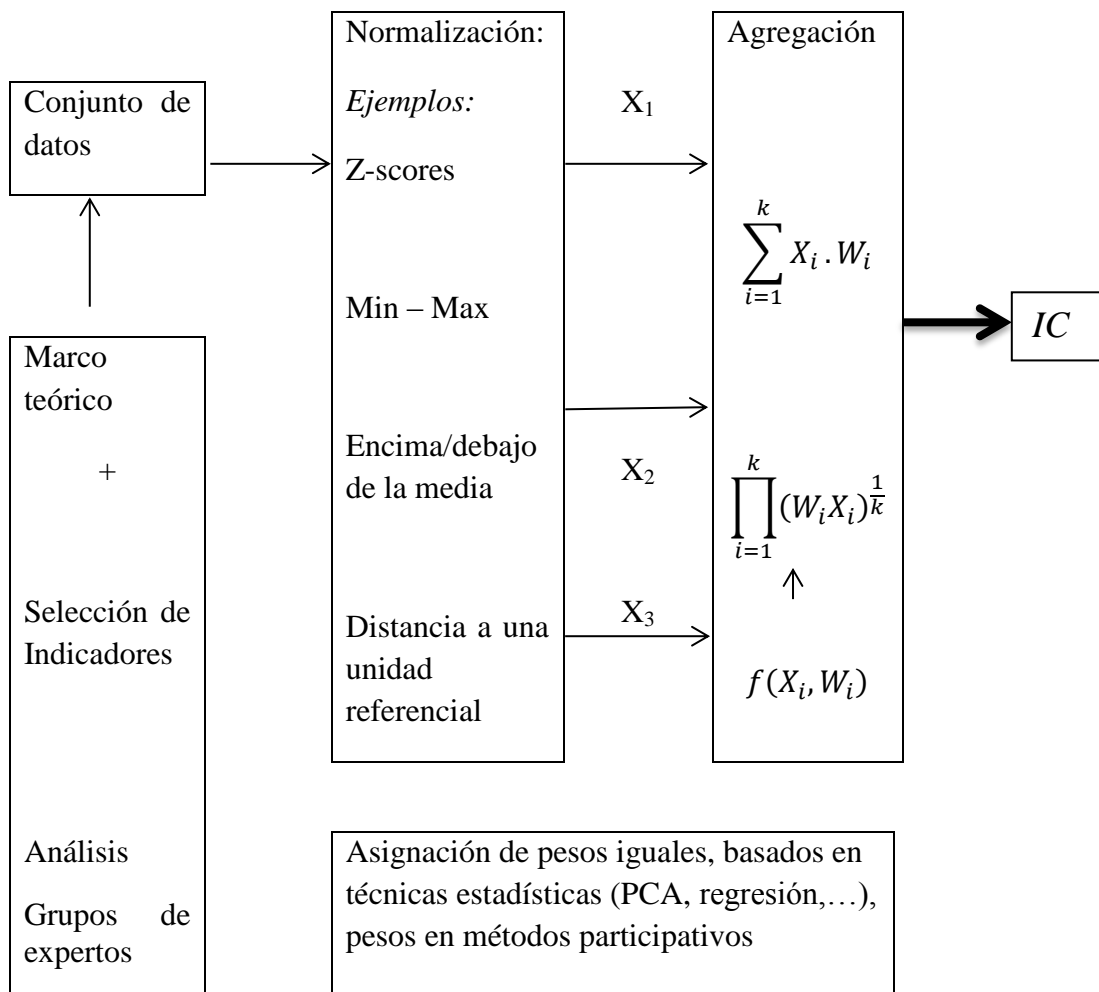 Conjunto de
datos
Marco
teórico
+
Selección de
Indicadores
Análisis
Grupos de
expertos
Normalización:
Ejemplos:
Z-scores
Min – Max
Encima/debajo
de la media
Distancia a una
unidad
referencial
X₁
X₂
X₃
Agregación
∑_{i=1}^{k} X_i . W_i
∏_{i=1}^{k} (W_i X_i)^{1/k}
f(X_i, W_i)
IC
Asignación de pesos iguales, basados en
técnicas estadísticas (PCA, regresión,…),
pesos en métodos participativos